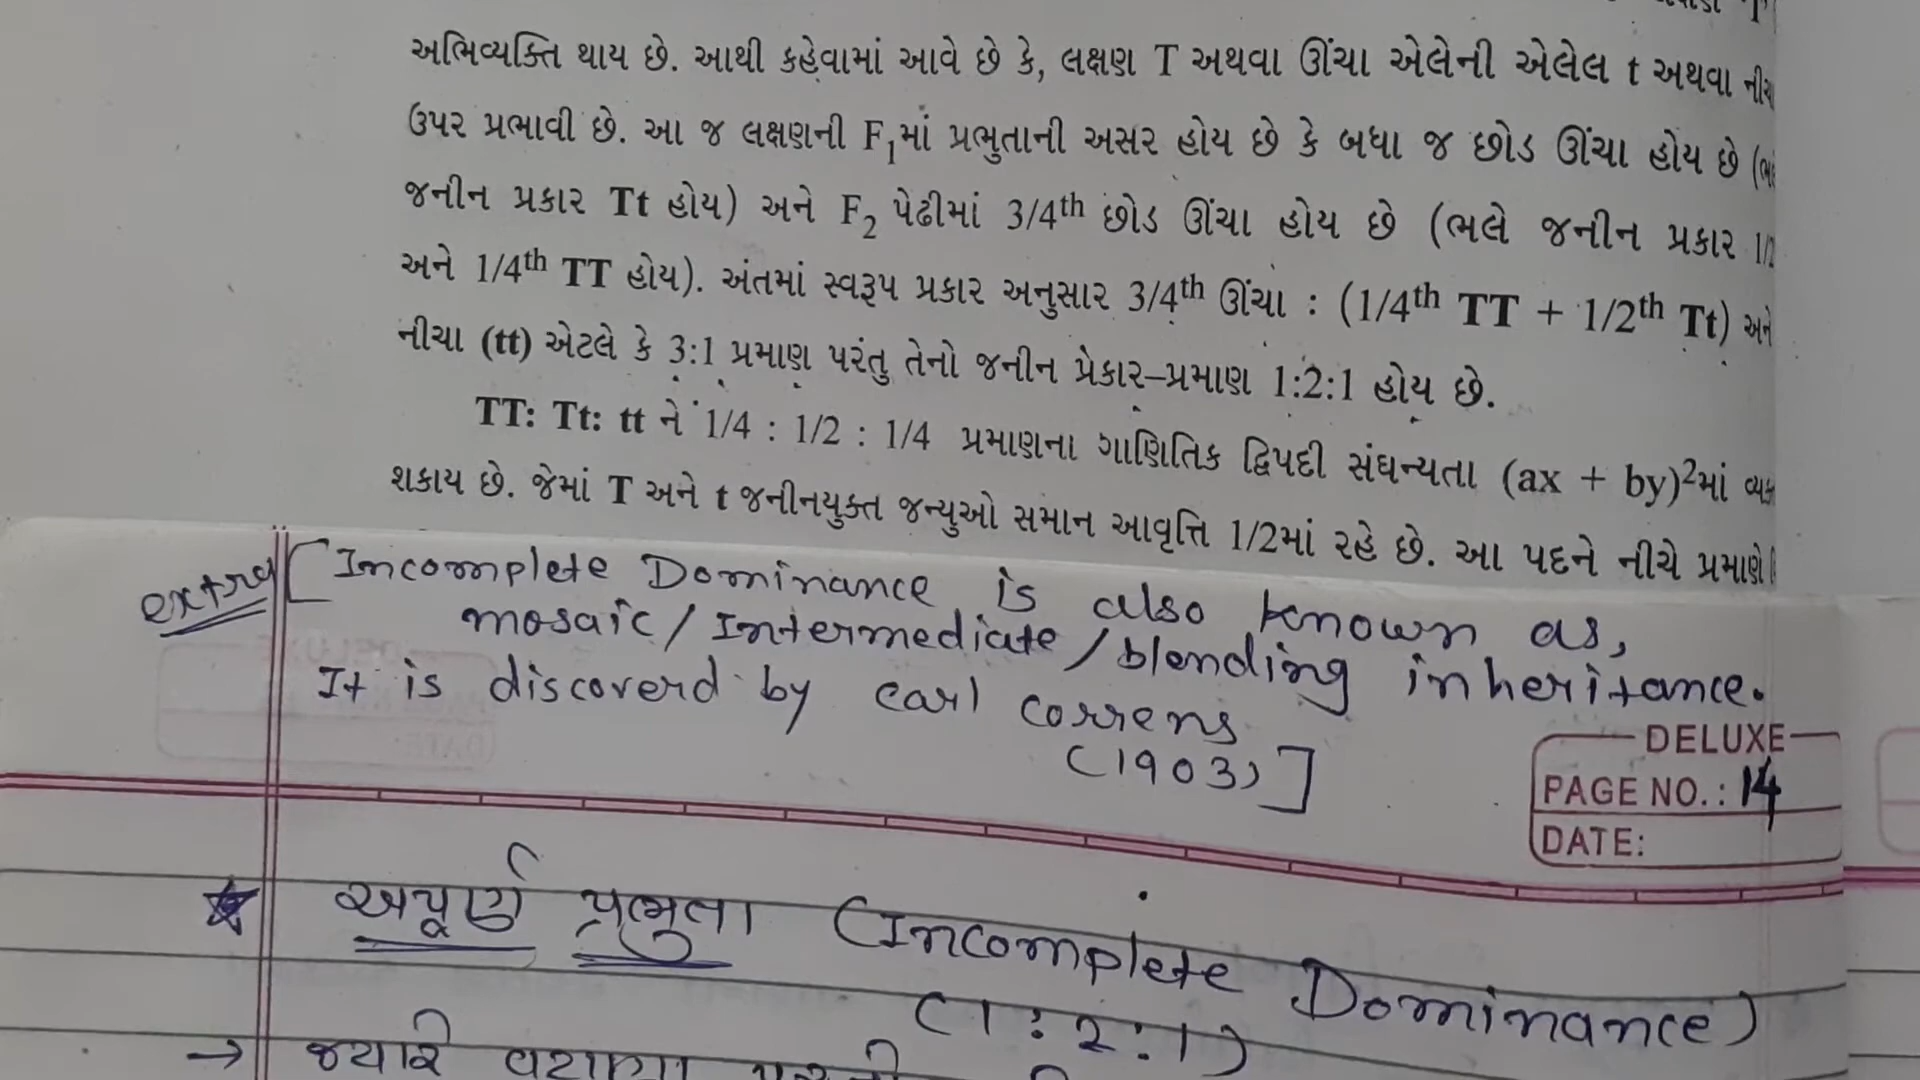 અભિવ્યક્તિ થાય છે. આથી કહેવામાં આવે છે કે, લક્ષણ T અથવા ઊંચા એલેની એલેલ t અથવા
ઉપર પ્રભાવી છે. આ જ લક્ષણની F₁માં પ્રભુતાની અસર હોય છે કે બધા જ છોડ ઊંચા હોય છે
જનીન પ્રકાર Tt હોય) અને F₂ પેઢીમાં 3/4th છોડ ઊંચા હોય છે (ભલે જનીન પ્રકાર 1/2
અને 1/4th TT હોય). અંતમાં સ્વરૂપ પ્રકાર અનુસાર 3/4th ઊંચા : (1/4th TT + 1/2th Tt) અને
નીચા (tt) એટલે કે 3:1 પ્રમાણ પરંતુ તેનો જનીન પ્રકાર–પ્રમાણ 1:2:1 હોય છે.
TT: Tt: tt ને 1/4 : 1/2 : 1/4 પ્રમાણના ગાણિતિક દ્વિપદી સંઘન્યતા (ax + by)²માં
શકાય છે. જેમાં T અને t જનીનયુક્ત જન્યુઓ સમાન આવૃત્તિ 1/2માં રહે છે. આ પદને નીચે પ્રમાણે
extra [Incomplete Dominance is also known as,
mosaic/Intermediate/blending inheritance.
It is discoverd by carl correns
(1903)]
DELUXE
PAGE NO.: 14
DATE:
★ અપૂર્ણ પ્રભુતા (Incomplete Dominance)
(1:2:1)
→ જ્યારે